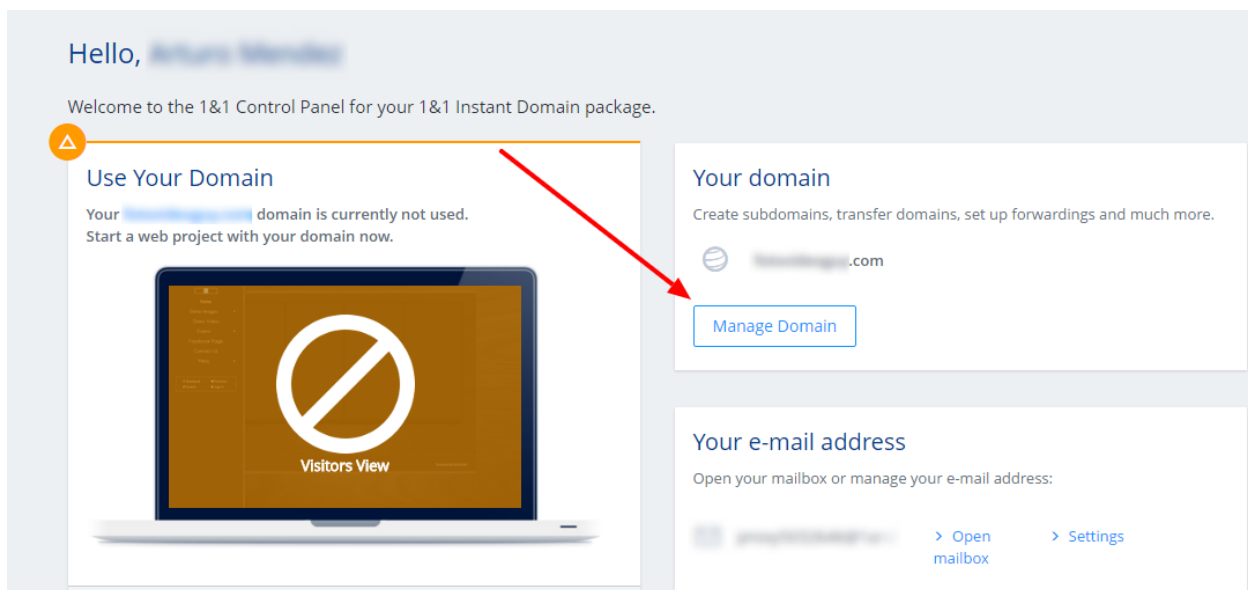 Hello,
Welcome to the 1&1 Control Panel for your 1&1 Instant Domain package.
Use Your Domain
Your domain is currently not used.
Start a web project with your domain now.
Visitors View
Your domain
Create subdomains, transfer domains, set up forwardings and much more.
.com
Manage Domain
Your e-mail address
Open your mailbox or manage your e-mail address:
> Open
mailbox
> Settings